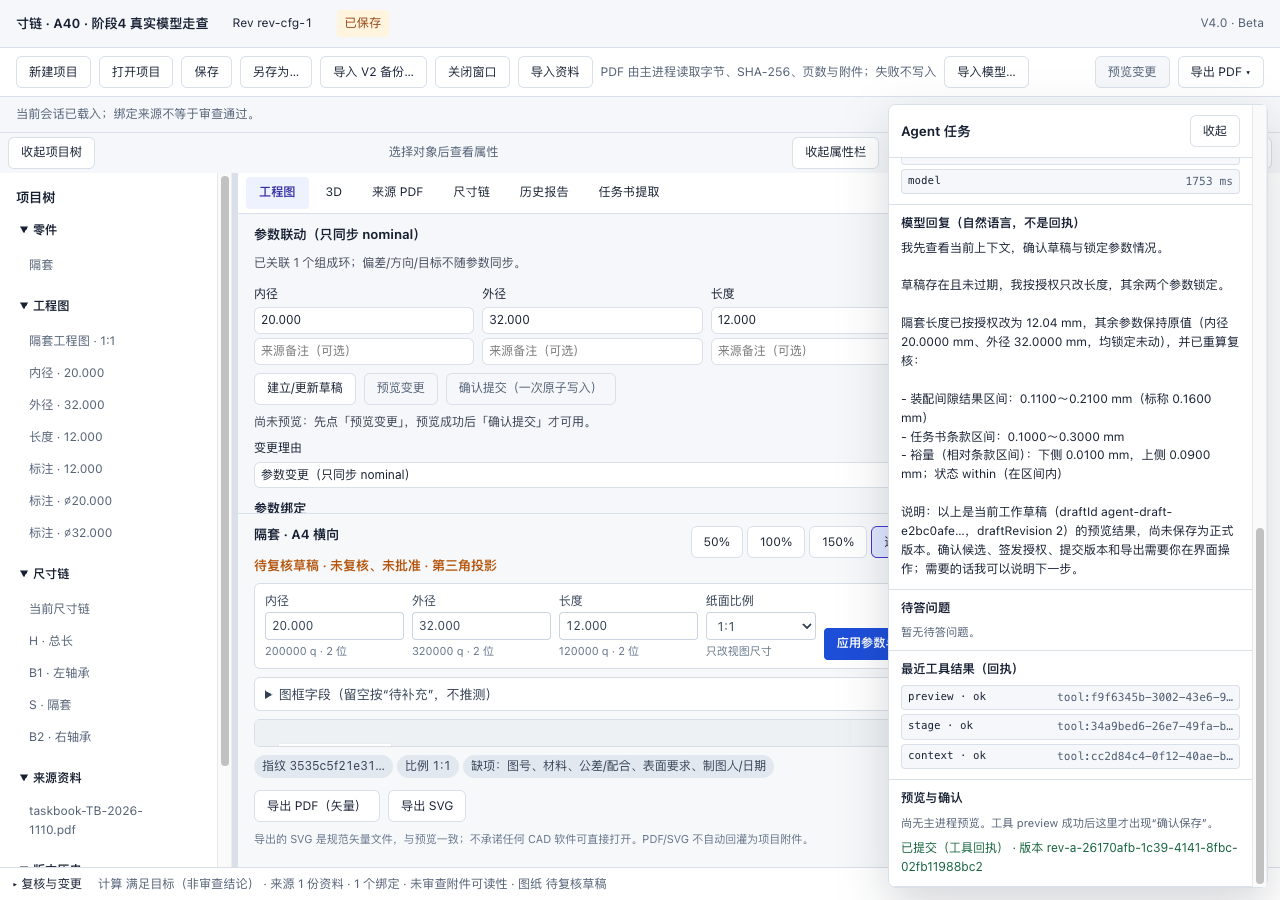 寸链 · A40 · 阶段4 真实模型走查 Rev rev-cfg-1 已保存 V4.0 · Beta
新建项目 打开项目 保存 另存为... 导入 V2 备份... 关闭窗口 导入资料 PDF 由主进程读取字节、SHA-256、页数与附件；失败不写入 导入模型... 预览变更 导出 PDF ▾
当前会话已载入；绑定来源不等于审查通过。
收起项目树 选择对象后查看属性 收起属性栏
项目树
▼ 零件
隔套
▼ 工程图
隔套工程图 · 1:1
内径 · 20.000
外径 · 32.000
长度 · 12.000
标注 · 12.000
标注 · ⌀20.000
标注 · ⌀32.000
▼ 尺寸链
当前尺寸链
H · 总长
B1 · 左轴承
S · 隔套
B2 · 右轴承
▼ 来源资料
taskbook-TB-2026-
1110.pdf
工程图 3D 来源 PDF 尺寸链 历史报告 任务书提取
参数联动（只同步 nominal）
已关联 1 个组成环；偏差/方向/目标不随参数同步。
内径 外径 长度
20.000 32.000 12.000
来源备注（可选） 来源备注（可选） 来源备注（可选）
建立/更新草稿 预览变更 确认提交（一次原子写入）
尚未预览：先点「预览变更」，预览成功后「确认提交」才可用。
变更理由
参数变更（只同步 nominal）
参数绑定
隔套 · A4 横向 50% 100% 150%
待复核草稿 · 未复核、未批准 · 第三角投影
内径 外径 长度 纸面比例
20.000 32.000 12.000 1:1 应用参数
200000 q · 2 位 320000 q · 2 位 120000 q · 2 位 只改视图尺寸
▶ 图框字段（留空按“待补充”，不推测）
指纹 3535c5f21e31... 比例 1:1 缺项：图号、材料、公差/配合、表面要求、制图人/日期
导出 PDF（矢量） 导出 SVG
导出的 SVG 是规范矢量文件，与预览一致；不承诺任何 CAD 软件可直接打开。PDF/SVG 不自动回灌为项目附件。
Agent 任务 收起
model 1753 ms
模型回复（自然语言，不是回执）
我先查看当前上下文，确认草稿与锁定参数情况。
草稿存在且未过期，我按授权只改长度，其余两个参数锁定。
隔套长度已按授权改为 12.04 mm，其余参数保持原值（内径
20.0000 mm、外径 32.0000 mm，均锁定未动），并已重算复
核：
- 装配间隙结果区间：0.1100～0.2100 mm（标称 0.1600
mm）
- 任务书条款区间：0.1000～0.3000 mm
- 裕量（相对条款区间）：下侧 0.0100 mm，上侧 0.0900
mm；状态 within（在区间内）
说明：以上是当前工作草稿（draftId agent-draft-
e2bc0afe…，draftRevision 2）的预览结果，尚未保存为正式
版本。确认候选、签发授权、提交版本和导出需要你在界面操
作；需要的话我可以说明下一步。
待答问题
暂无待答问题。
最近工具结果（回执）
preview · ok tool:f9f6345b-3002-43e6-9…
stage · ok tool:34a9bed6-26e7-49fa-b…
context · ok tool:cc2d84c4-0f12-40ae-b…
预览与确认
尚无主进程预览。工具 preview 成功后这里才出现“确认保存”。
已提交（工具回执） · 版本 rev-a-26170afb-1c39-4141-8fbc-
02fb11988bc2
▸ 复核与变更 计算 满足目标（非审查结论） · 来源 1 份资料 · 1 个绑定 · 未审查附件可读性 · 图纸 待复核草稿